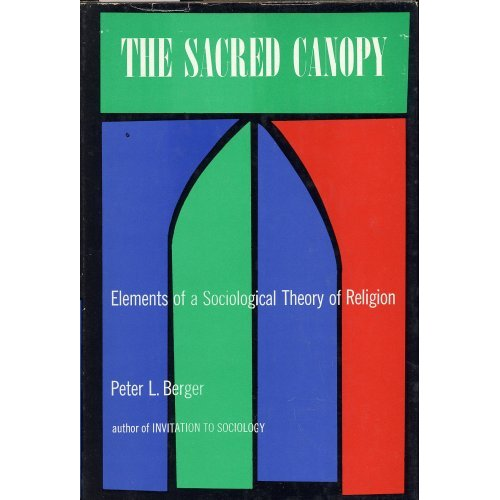 THE SACRED CANOPY
Elements of a Sociological Theory of Religion
Peter L. Berger
author of INVITATION TO SOCIOLOGY